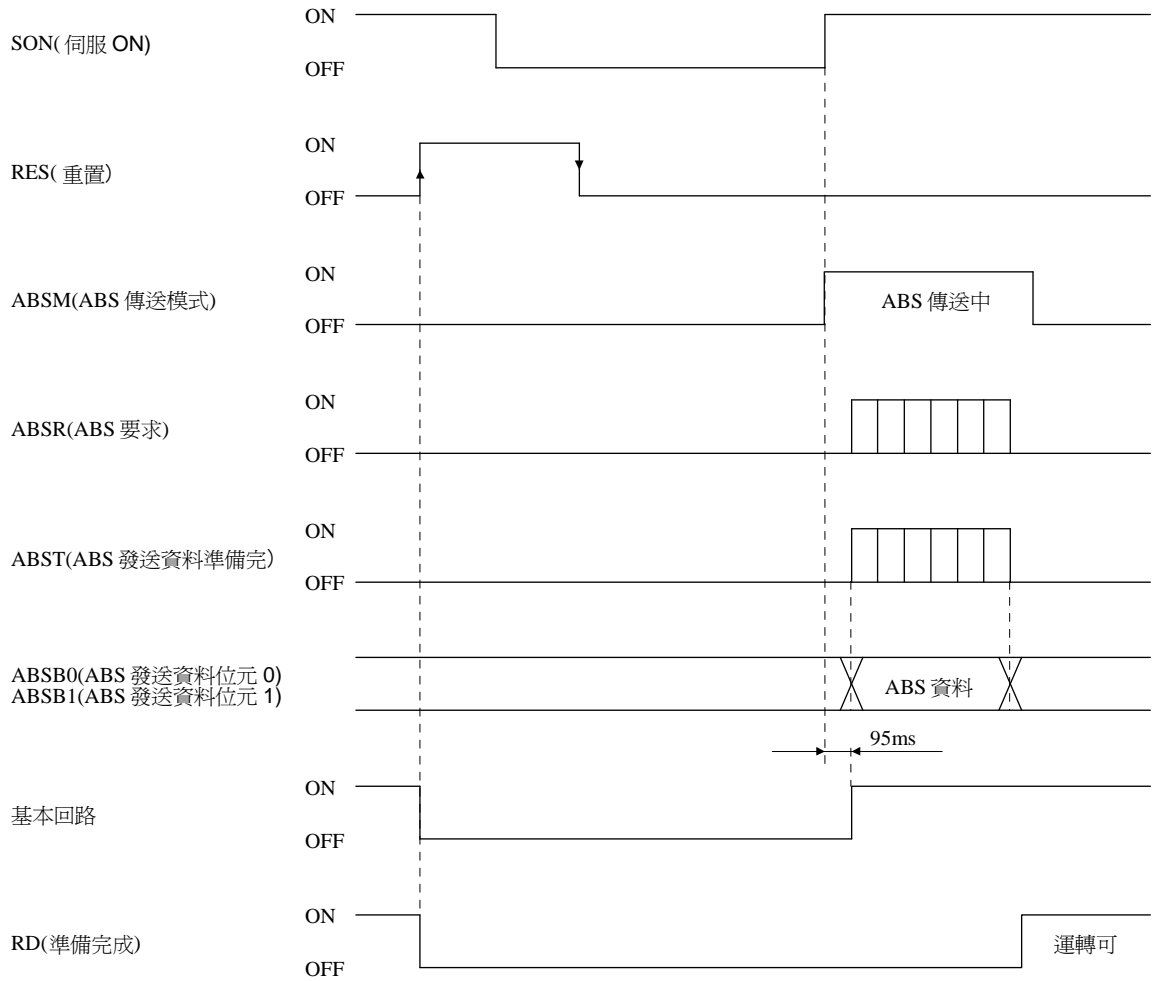 ON
SON( 伺服 ON)
OFF
ON
RES( 重置)
OFF
ON
ABSM(ABS 傳送模式)
ABS 傳送中
OFF
ON
ABSR(ABS 要求)
OFF
ON
ABST(ABS 發送資料準備完)
OFF
ABSB0(ABS 發送資料位元 0)
ABSB1(ABS 發送資料位元 1)
ABS 資料
95ms
ON
基本回路
OFF
ON
RD(準備完成)
運轉可
OFF